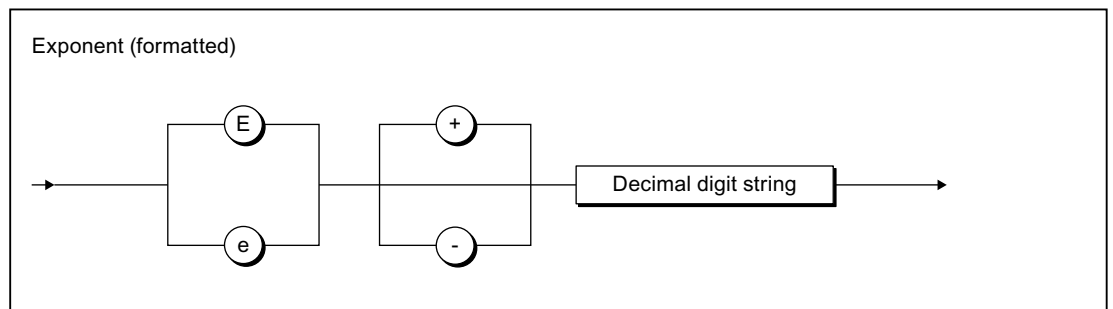 Exponent (formatted)
E
+
Decimal digit string
e
-